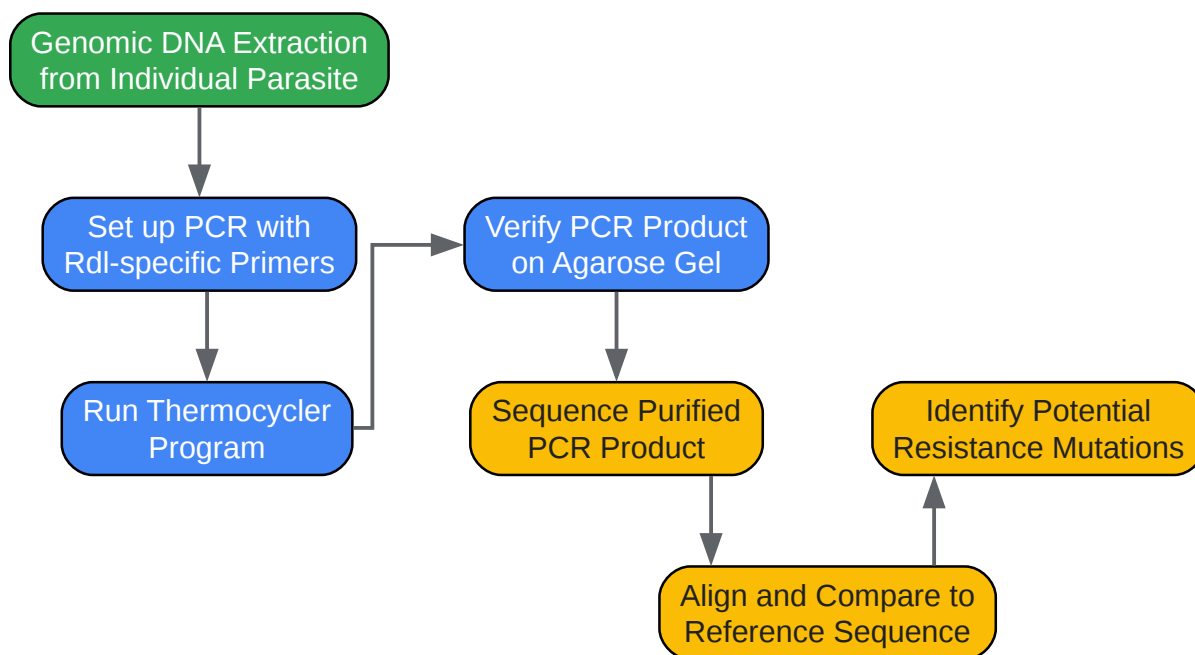 Genomic DNA Extraction
from Individual Parasite
Set up PCR with
Rdl-specific Primers
Run Thermocycler
Program
Verify PCR Product
on Agarose Gel
Sequence Purified
PCR Product
Align and Compare to
Reference Sequence
Identify Potential
Resistance Mutations